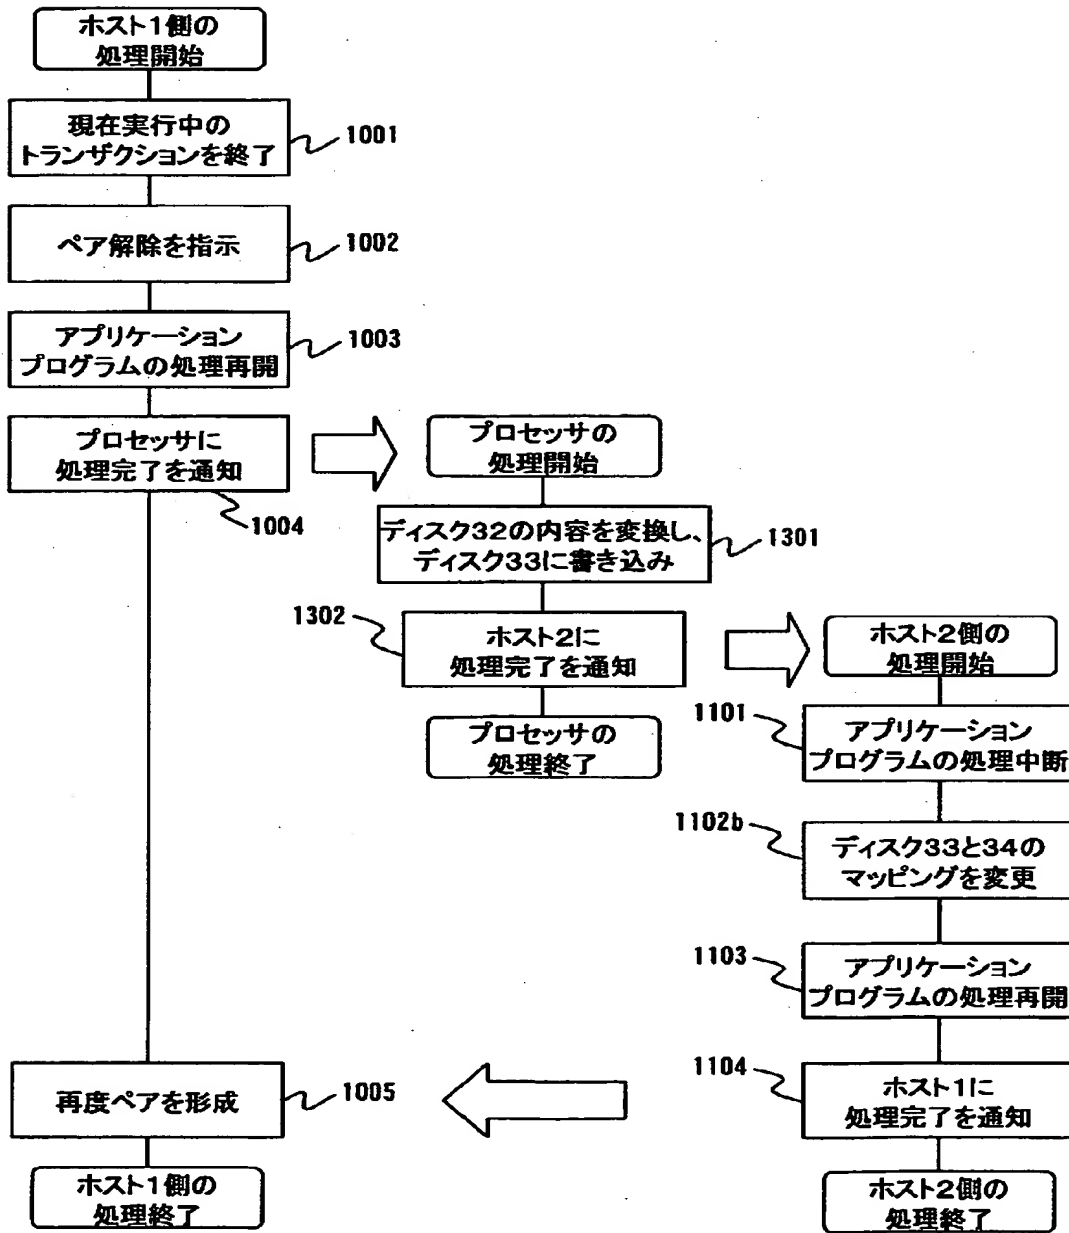 ホスト1側の
処理開始
現在実行中の
トランザクションを終了
1001
ペア解除を指示
1002
アプリケーション
プログラムの処理再開
1003
プロセッサに
処理完了を通知
1004
プロセッサの
処理開始
ディスク32の内容を変換し、
ディスク33に書き込み
1301
1302
ホスト2に
処理完了を通知
プロセッサの
処理終了
ホスト2側の
処理開始
1101
アプリケーション
プログラムの処理中断
1102b
ディスク33と34の
マッピングを変更
1103
アプリケーション
プログラムの処理再開
1104
ホスト1に
処理完了を通知
ホスト2側の
処理終了
再度ペアを形成
1005
ホスト1側の
処理終了